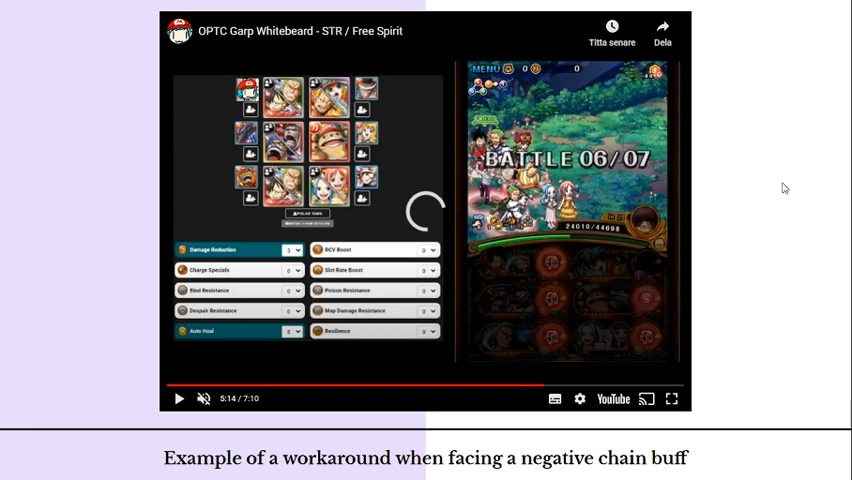 OPTC Garp Whitebeard - STR / Free Spirit
Titta senare
Dela
MENU 0 0 0
BATTLE 06/07
24010/44698
Damage Reduction 3
RCV Boost 0
Charge Specials 0
Slot Rate Boost 0
Bind Resistance 0
Poison Resistance 0
Despair Resistance 0
Map Damage Resistance 0
Auto Heal 5
Resilience 0
5:14 / 7:10
YouTube
Example of a workaround when facing a negative chain buff